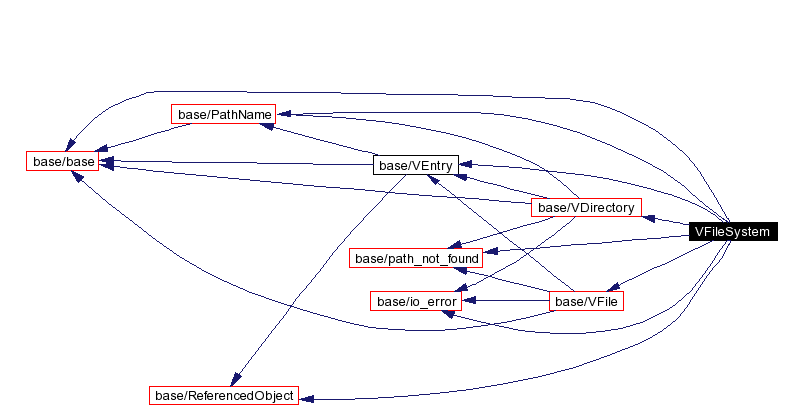 base/PathName
base/base
base/VEntry
base/VDirectory
VFileSystem
base/path_not_found
base/io_error
base/VFile
base/ReferencedObject